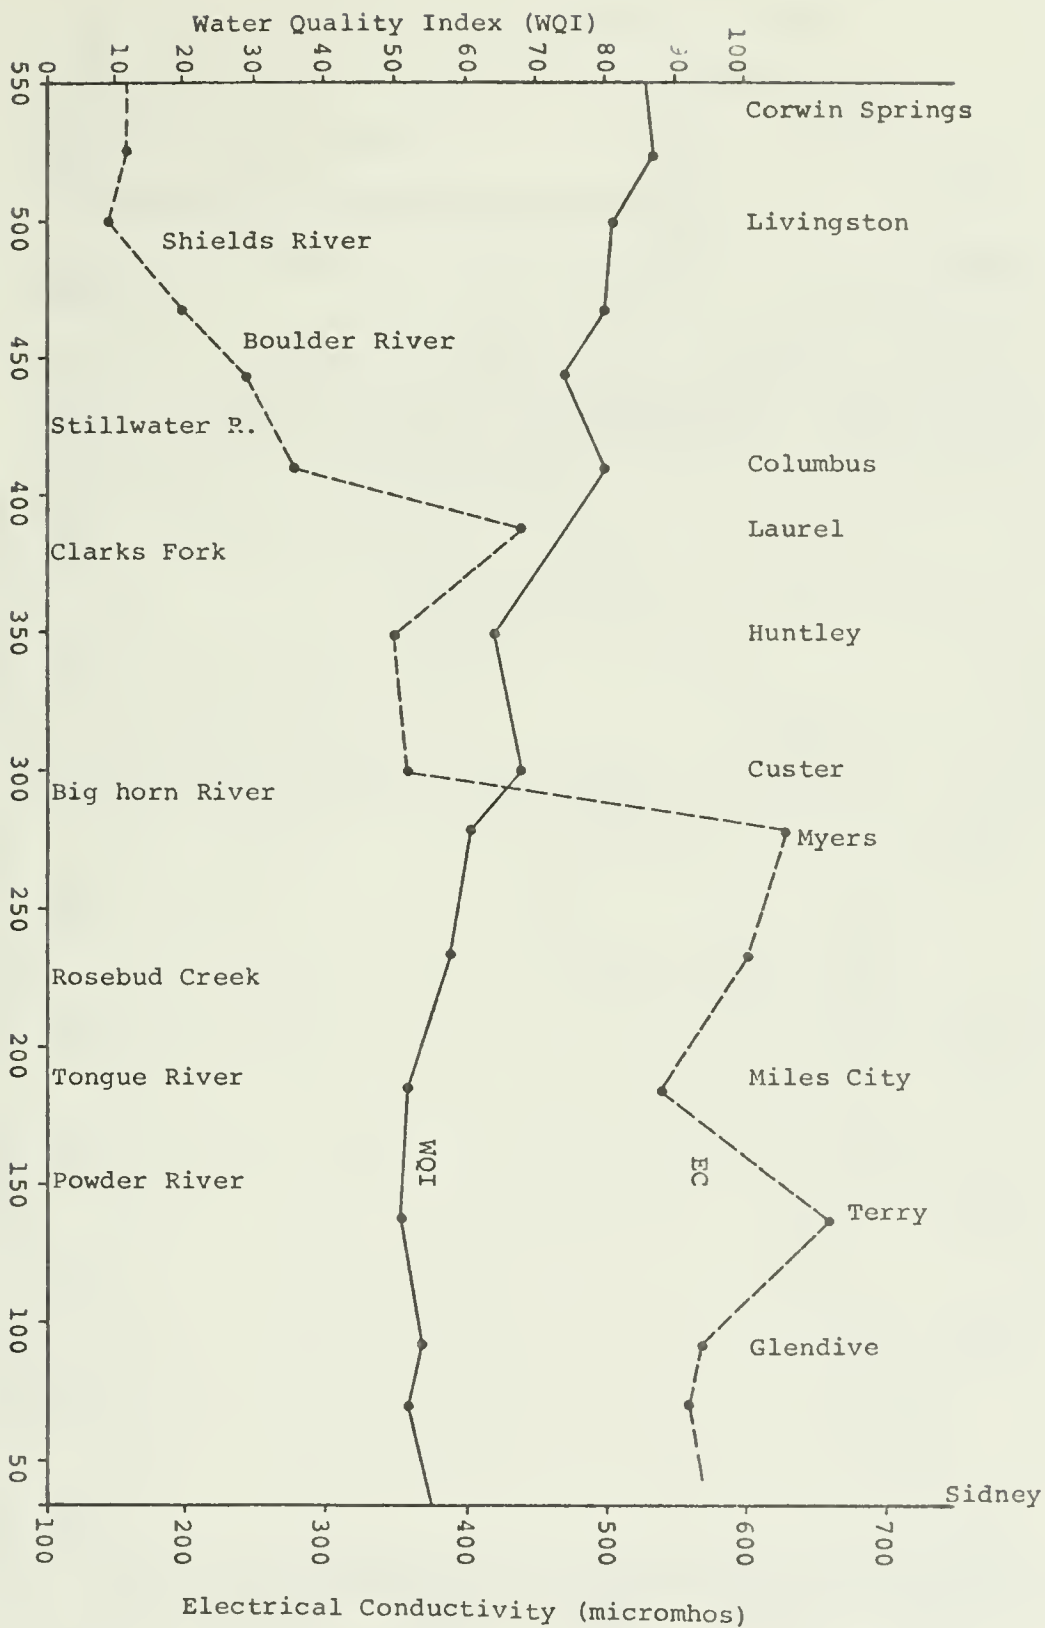 Water Quality Index (WQI)
0 10 20 30 40 50 60 70 80 90 100
550
Corwin Springs
500
Livingston
Shields River
Boulder River
450
Stillwater R.
Columbus
400
Laurel
Clarks Fork
350
Huntley
300
Custer
Big horn River
Myers
250
Rosebud Creek
200
Tongue River
Miles City
WQI
EC
150
Powder River
Terry
100
Glendive
50
Sidney
100 200 300 400 500 600 700
Electrical Conductivity (micromhos)